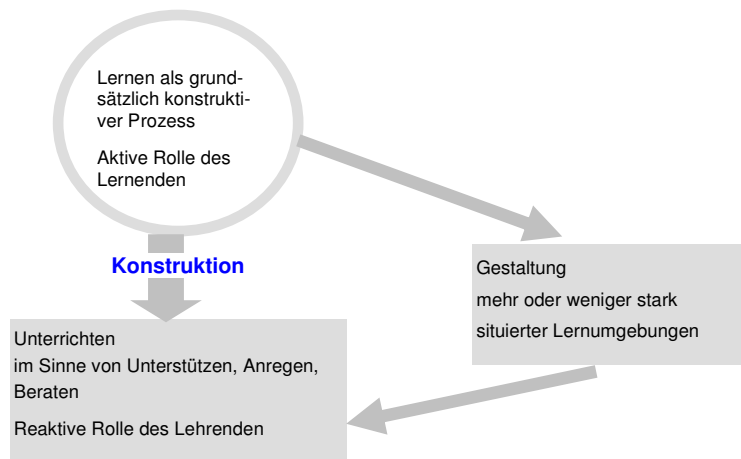 Lernen als grund-
sätzlich konstrukti-
ver Prozess
Aktive Rolle des
Lernenden
Konstruktion
Gestaltung
mehr oder weniger stark
situierter Lernumgebungen
Unterrichten
im Sinne von Unterstützen, Anregen,
Beraten
Reaktive Rolle des Lehrenden